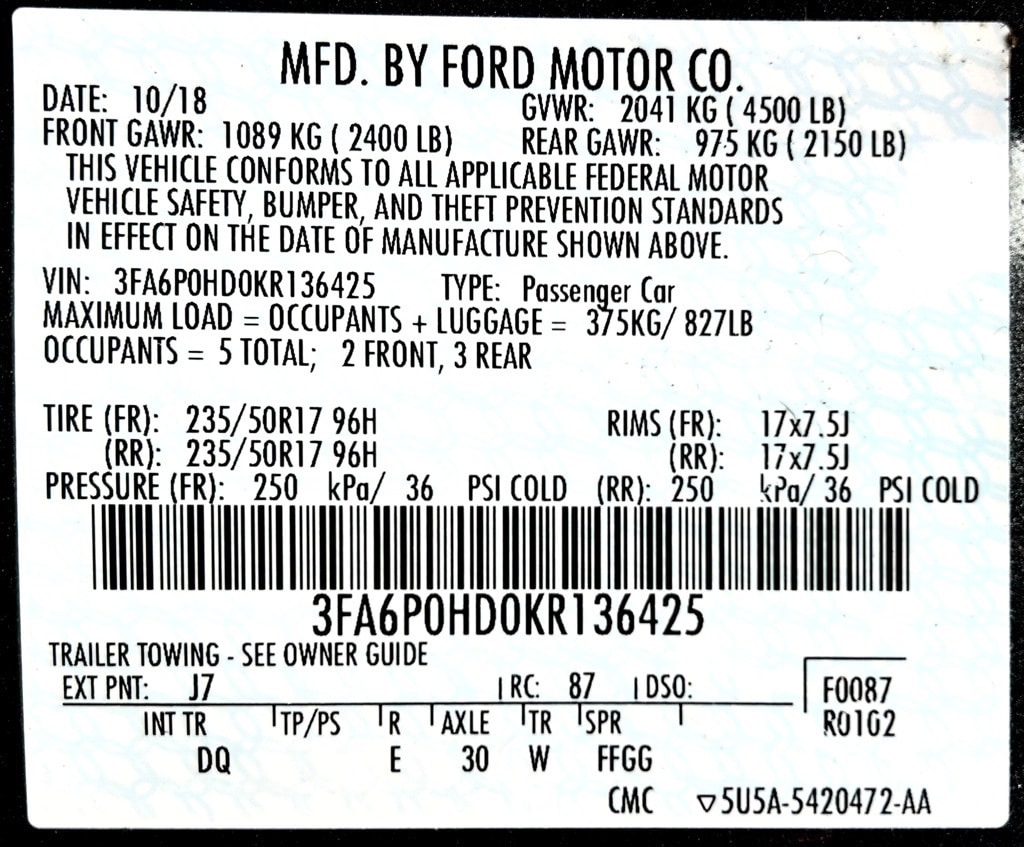 MFD. BY FORD MOTOR CO.
DATE: 10/18 GVWR: 2041 KG ( 4500 LB)
FRONT GAWR: 1089 KG ( 2400 LB) REAR GAWR: 975 KG ( 2150 LB)
THIS VEHICLE CONFORMS TO ALL APPLICABLE FEDERAL MOTOR
VEHICLE SAFETY, BUMPER, AND THEFT PREVENTION STANDARDS
IN EFFECT ON THE DATE OF MANUFACTURE SHOWN ABOVE.
VIN: 3FA6P0HD0KR136425 TYPE: Passenger Car
MAXIMUM LOAD = OCCUPANTS + LUGGAGE = 375KG/ 827LB
OCCUPANTS = 5 TOTAL; 2 FRONT, 3 REAR
TIRE (FR): 235/50R17 96H RIMS (FR): 17x7.5J
(RR): 235/50R17 96H (RR): 17x7.5J
PRESSURE (FR): 250 kPa/ 36 PSI COLD (RR): 250 kPa/ 36 PSI COLD
3FA6P0HD0KR136425
TRAILER TOWING - SEE OWNER GUIDE
EXT PNT: J7 RC: 87 DSO: F0087
INT TR TP/PS R AXLE TR SPR R0102
DQ E 30 W FFGG
CMC ▽5U5A-5420472-AA